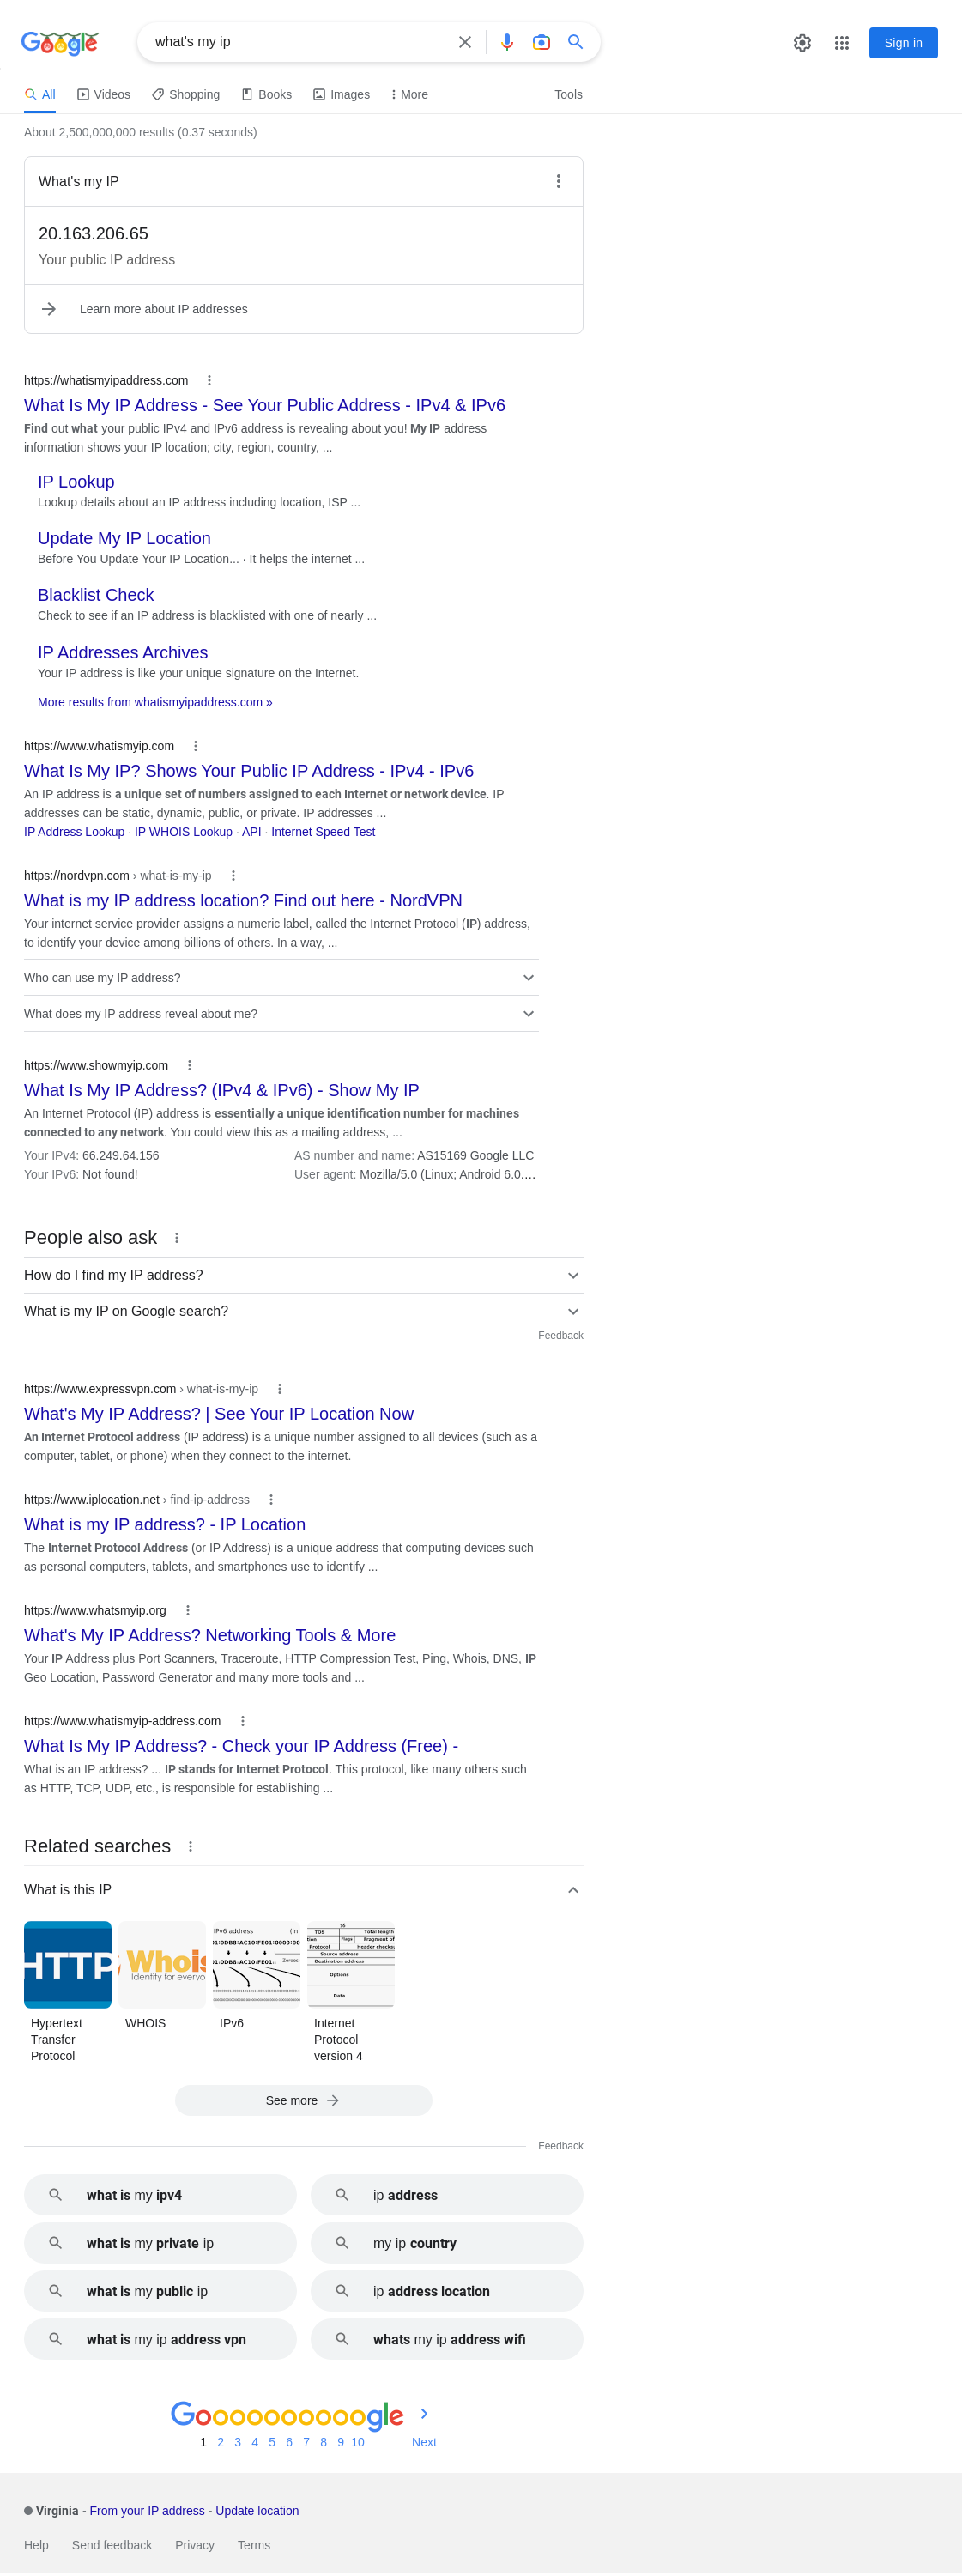 Google
what's my ip
Sign in
All
Videos
Shopping
Books
Images
More
Tools
About 2,500,000,000 results (0.37 seconds)
What's my IP
20.163.206.65
Your public IP address
Learn more about IP addresses
https://whatismyipaddress.com
What Is My IP Address - See Your Public Address - IPv4 & IPv6
Find out what your public IPv4 and IPv6 address is revealing about you! My IP address
information shows your IP location; city, region, country, ...
IP Lookup
Lookup details about an IP address including location, ISP ...
Update My IP Location
Before You Update Your IP Location... · It helps the internet ...
Blacklist Check
Check to see if an IP address is blacklisted with one of nearly ...
IP Addresses Archives
Your IP address is like your unique signature on the Internet.
More results from whatismyipaddress.com »
https://www.whatismyip.com
What Is My IP? Shows Your Public IP Address - IPv4 - IPv6
An IP address is a unique set of numbers assigned to each Internet or network device. IP
addresses can be static, dynamic, public, or private. IP addresses ...
IP Address Lookup · IP WHOIS Lookup · API · Internet Speed Test
https://nordvpn.com › what-is-my-ip
What is my IP address location? Find out here - NordVPN
Your internet service provider assigns a numeric label, called the Internet Protocol (IP) address,
to identify your device among billions of others. In a way, ...
Who can use my IP address?
What does my IP address reveal about me?
https://www.showmyip.com
What Is My IP Address? (IPv4 & IPv6) - Show My IP
An Internet Protocol (IP) address is essentially a unique identification number for machines
connected to any network. You could view this as a mailing address, ...
Your IPv4: 66.249.64.156
AS number and name: AS15169 Google LLC
Your IPv6: Not found!
User agent: Mozilla/5.0 (Linux; Android 6.0....
People also ask
How do I find my IP address?
What is my IP on Google search?
Feedback
https://www.expressvpn.com › what-is-my-ip
What's My IP Address? | See Your IP Location Now
An Internet Protocol address (IP address) is a unique number assigned to all devices (such as a
computer, tablet, or phone) when they connect to the internet.
https://www.iplocation.net › find-ip-address
What is my IP address? - IP Location
The Internet Protocol Address (or IP Address) is a unique address that computing devices such
as personal computers, tablets, and smartphones use to identify ...
https://www.whatsmyip.org
What's My IP Address? Networking Tools & More
Your IP Address plus Port Scanners, Traceroute, HTTP Compression Test, Ping, Whois, DNS, IP
Geo Location, Password Generator and many more tools and ...
https://www.whatismyip-address.com
What Is My IP Address? - Check your IP Address (Free) -
What is an IP address? ... IP stands for Internet Protocol. This protocol, like many others such
as HTTP, TCP, UDP, etc., is responsible for establishing ...
Related searches
What is this IP
HTTP
Whois
Identity for everyo
IPv6 address (in
Zeroes
16
TOS Total length
Flags Fragment of
Protocol Header checksu
Source address
Destination address
Options
Data
Hypertext
Transfer
Protocol
WHOIS
IPv6
Internet
Protocol
version 4
See more
Feedback
what is my ipv4
ip address
what is my private ip
my ip country
what is my public ip
ip address location
what is my ip address vpn
whats my ip address wifi
Goooooooooogle
1 2 3 4 5 6 7 8 9 10 Next
Virginia - From your IP address - Update location
Help
Send feedback
Privacy
Terms